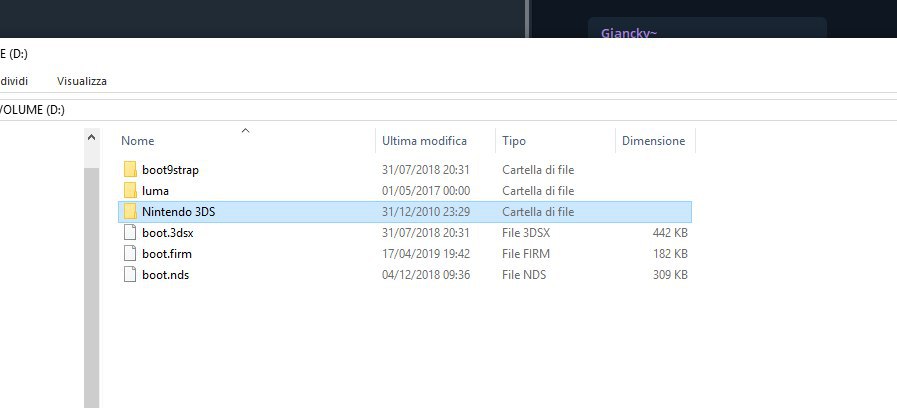 Giancky~
E (D:)
dividi Visualizza
VOLUME (D:)
Nome Ultima modifica Tipo Dimensione
boot9strap 31/07/2018 20:31 Cartella di file
luma 01/05/2017 00:00 Cartella di file
Nintendo 3DS 31/12/2010 23:29 Cartella di file
boot.3dsx 31/07/2018 20:31 File 3DSX 442 KB
boot.firm 17/04/2019 19:42 File FIRM 182 KB
boot.nds 04/12/2018 09:36 File NDS 309 KB